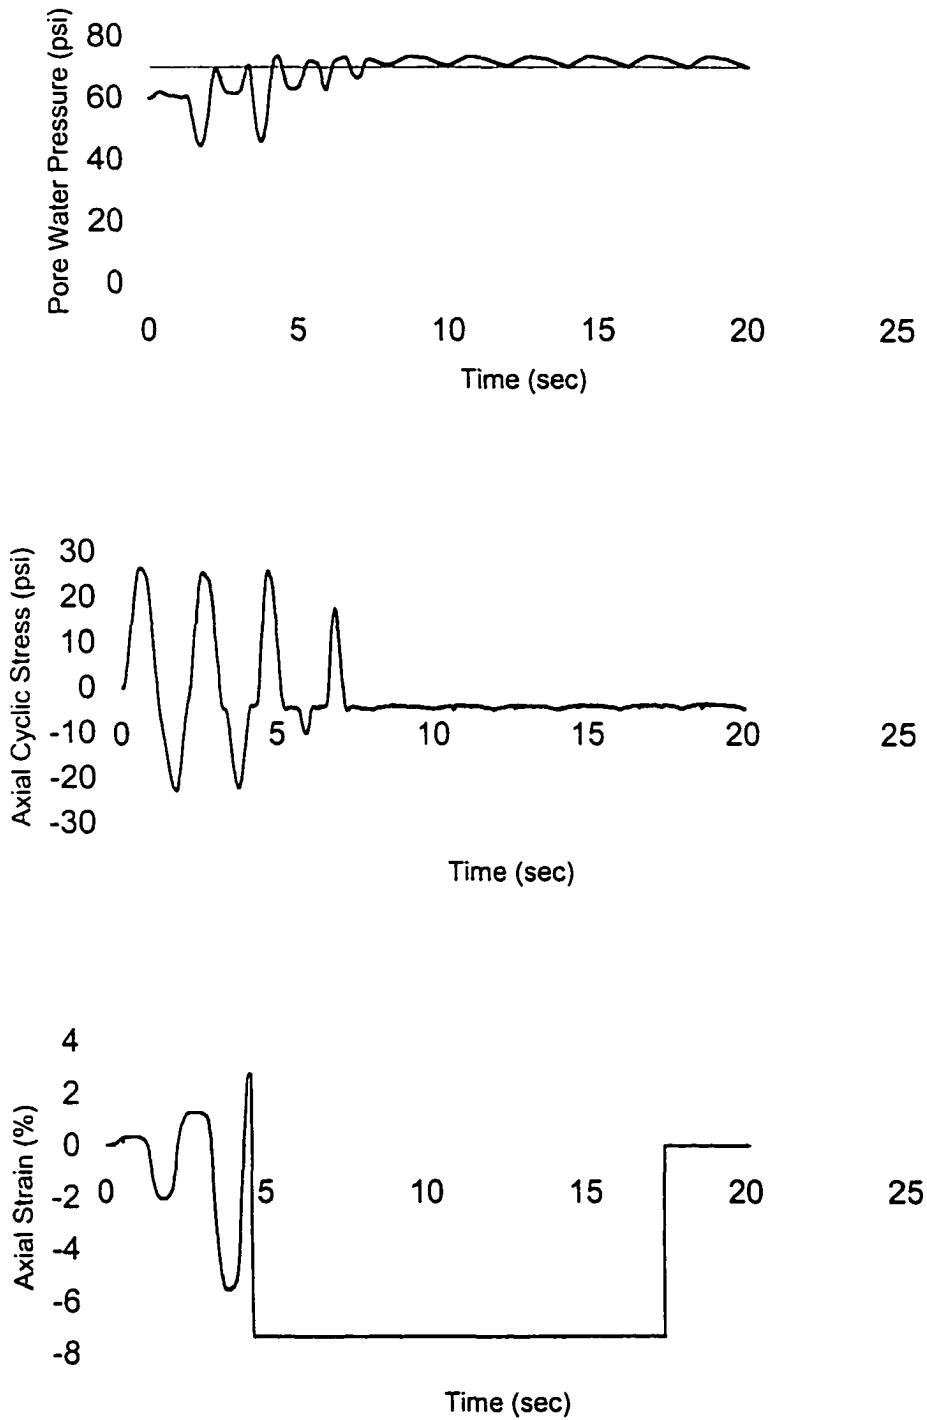 Pore Water Pressure (psi)
80
60
40
20
0
0 5 10 15 20 25
Time (sec)
Axial Cyclic Stress (psi)
30
20
10
0
-10
-20
-30
0 5 10 15 20 25
Time (sec)
Axial Strain (%)
4
2
0
-2
-4
-6
-8
0 5 10 15 20 25
Time (sec)